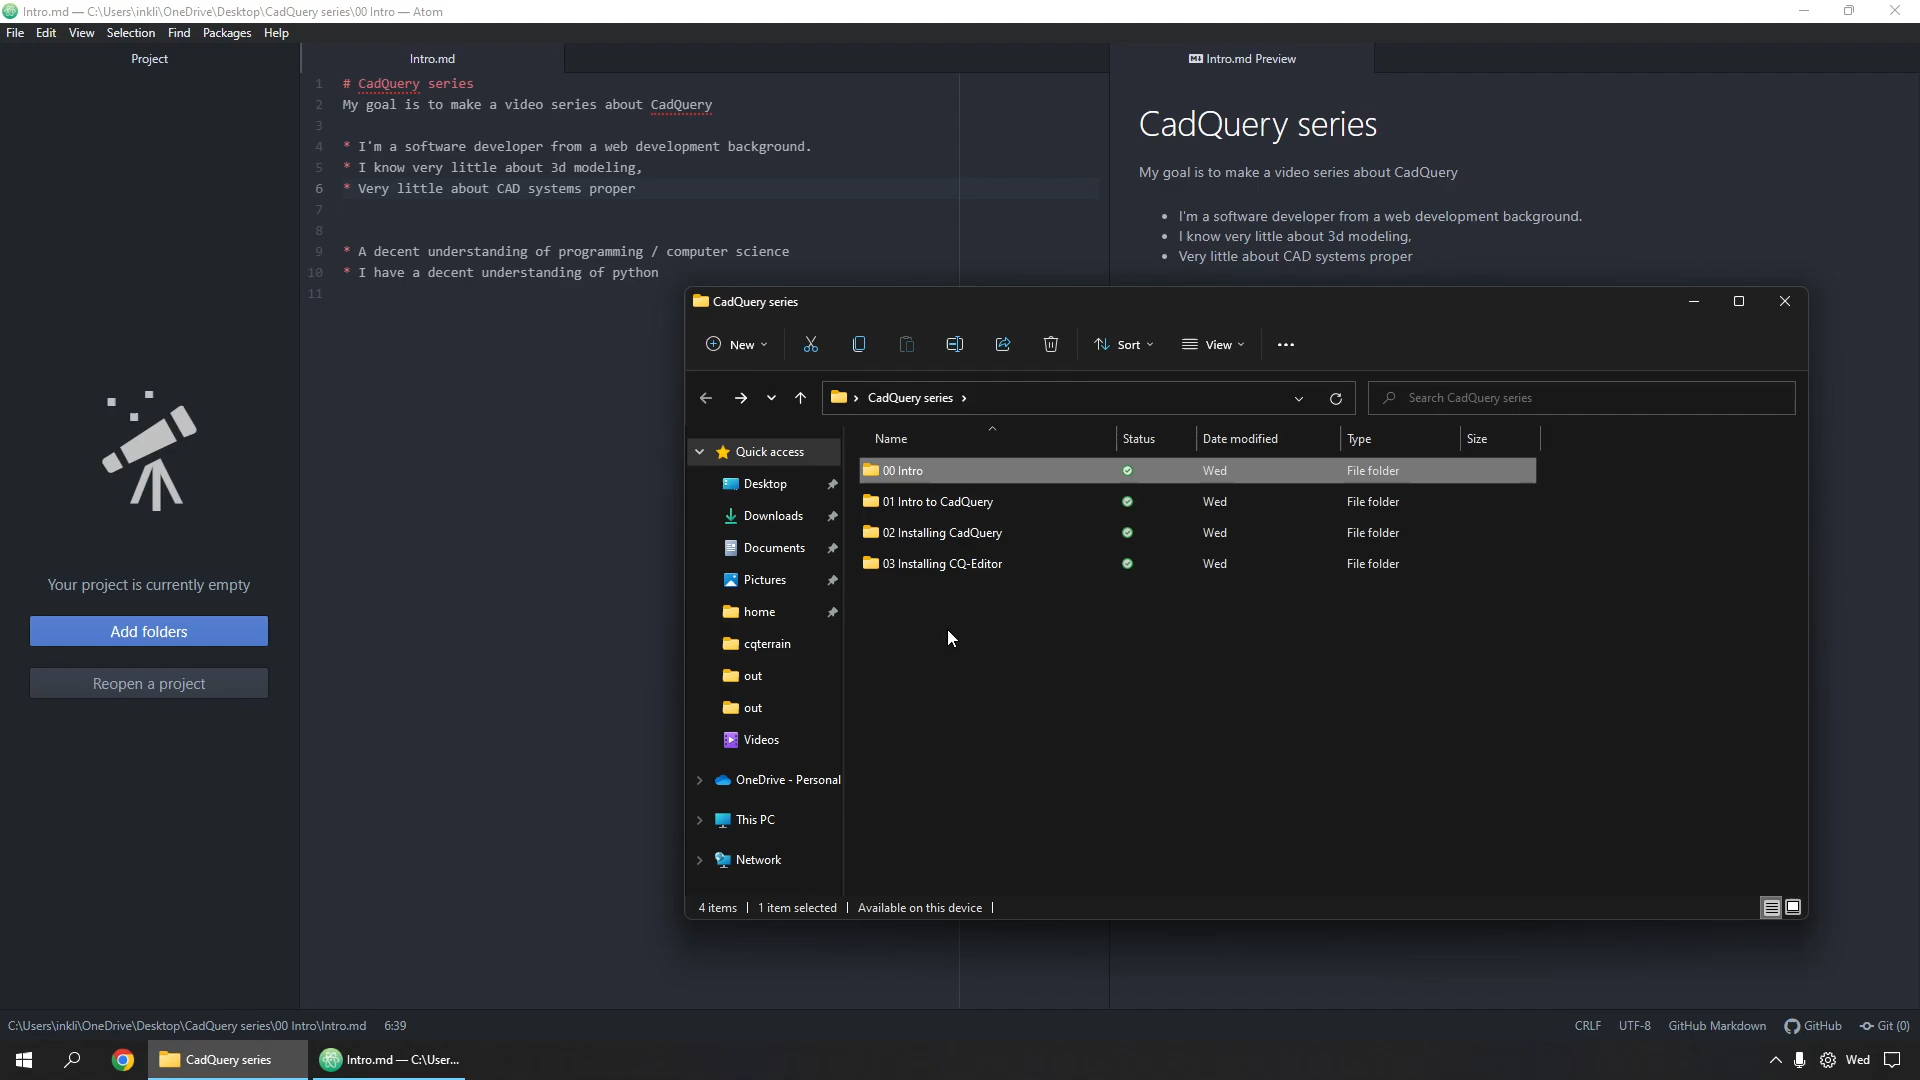 Intro.md — C:\Users\inkli\OneDrive\Desktop\CadQuery series\00 Intro — Atom
File Edit View Selection Find Packages Help
Project
Intro.md
Intro.md Preview
1 # CadQuery series
2 My goal is to make a video series about CadQuery
3
4 * I'm a software developer from a web development background.
5 * I know very little about 3d modeling,
6 * Very little about CAD systems proper
7
8
9 * A decent understanding of programming / computer science
10 * I have a decent understanding of python
11
CadQuery series
My goal is to make a video series about CadQuery
• I'm a software developer from a web development background.
• I know very little about 3d modeling,
• Very little about CAD systems proper
Your project is currently empty
Add folders
Reopen a project
CadQuery series
New Sort View
CadQuery series
Search CadQuery series
Name Status Date modified Type Size
Quick access
Desktop
Downloads
Documents
Pictures
home
cqterrain
out
out
Videos
OneDrive - Personal
This PC
Network
00 Intro Wed File folder
01 Intro to CadQuery Wed File folder
02 Installing CadQuery Wed File folder
03 Installing CQ-Editor Wed File folder
4 items 1 item selected Available on this device
C:\Users\inkli\OneDrive\Desktop\CadQuery series\00 Intro\Intro.md 6:39
CRLF UTF-8 GitHub Markdown GitHub Git (0)
CadQuery series
Intro.md — C:\User...
Wed